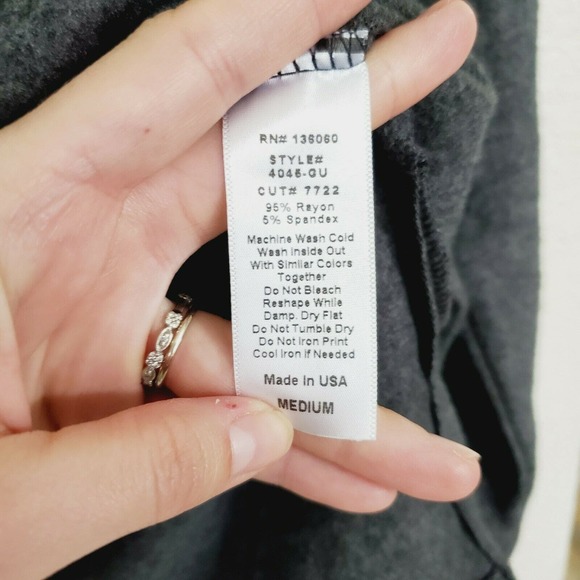 RN# 136060
STYLE#
4045-GU
CUT# 7722
95% Rayon
5% Spandex
Machine Wash Cold
Wash Inside Out
With Similar Colors
Together
Do Not Bleach
Reshape While
Damp. Dry Flat
Do Not Tumble Dry
Do Not Iron Print
Cool Iron if Needed
Made in USA
MEDIUM